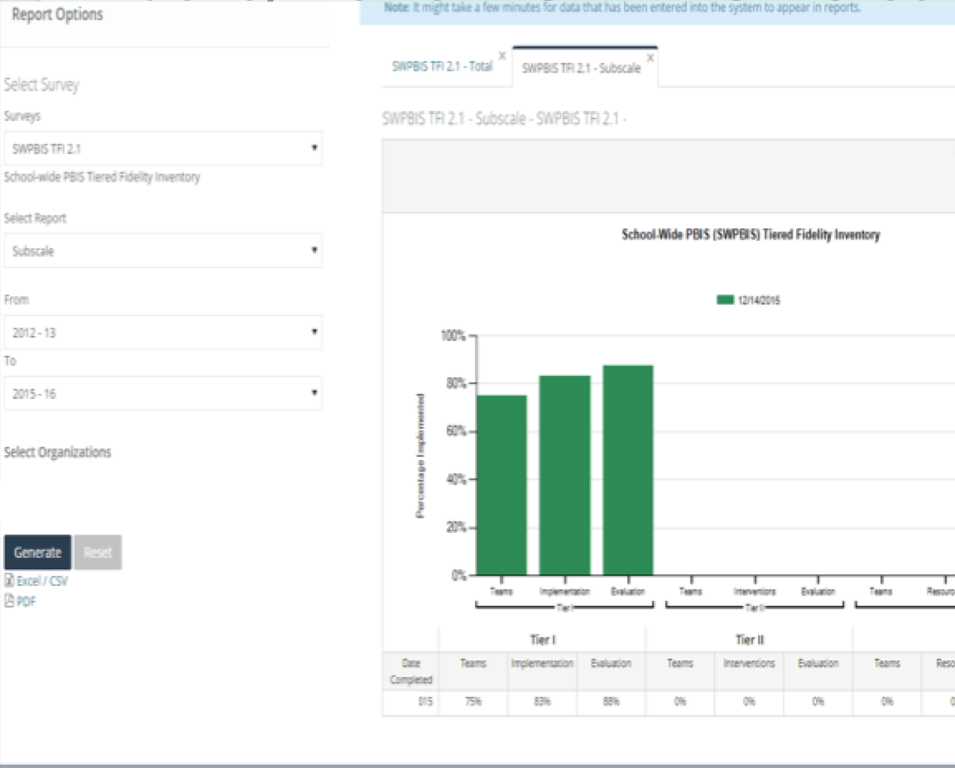 Report Options
Note: It might take a few minutes for data that has been entered into the system to appear in reports.
Select Survey
Surveys
SWPBIS TFI 2.1
School-wide PBIS Tiered Fidelity Inventory
Select Report
Subscale
From
2012 - 13
To
2015 - 16
Select Organizations
Generate Reset
Excel / CSV
PDF
SWPBIS TFI 2.1 - Total X SWPBIS TFI 2.1 - Subscale X
SWPBIS TFI 2.1 - Subscale - SWPBIS TFI 2.1 -
School-Wide PBIS (SWPBIS) Tiered Fidelity Inventory
12/14/2015
Percentage Implemented
100%
80%
60%
40%
20%
0%
Teams Implementation Evaluation Teams Interventions Evaluation Teams Resourc
Tier I Tier II
Tier I Tier II
Date Completed Teams Implementation Evaluation Teams Interventions Evaluation Teams Reso
015 75% 83% 88% 0% 0% 0% 0% 0